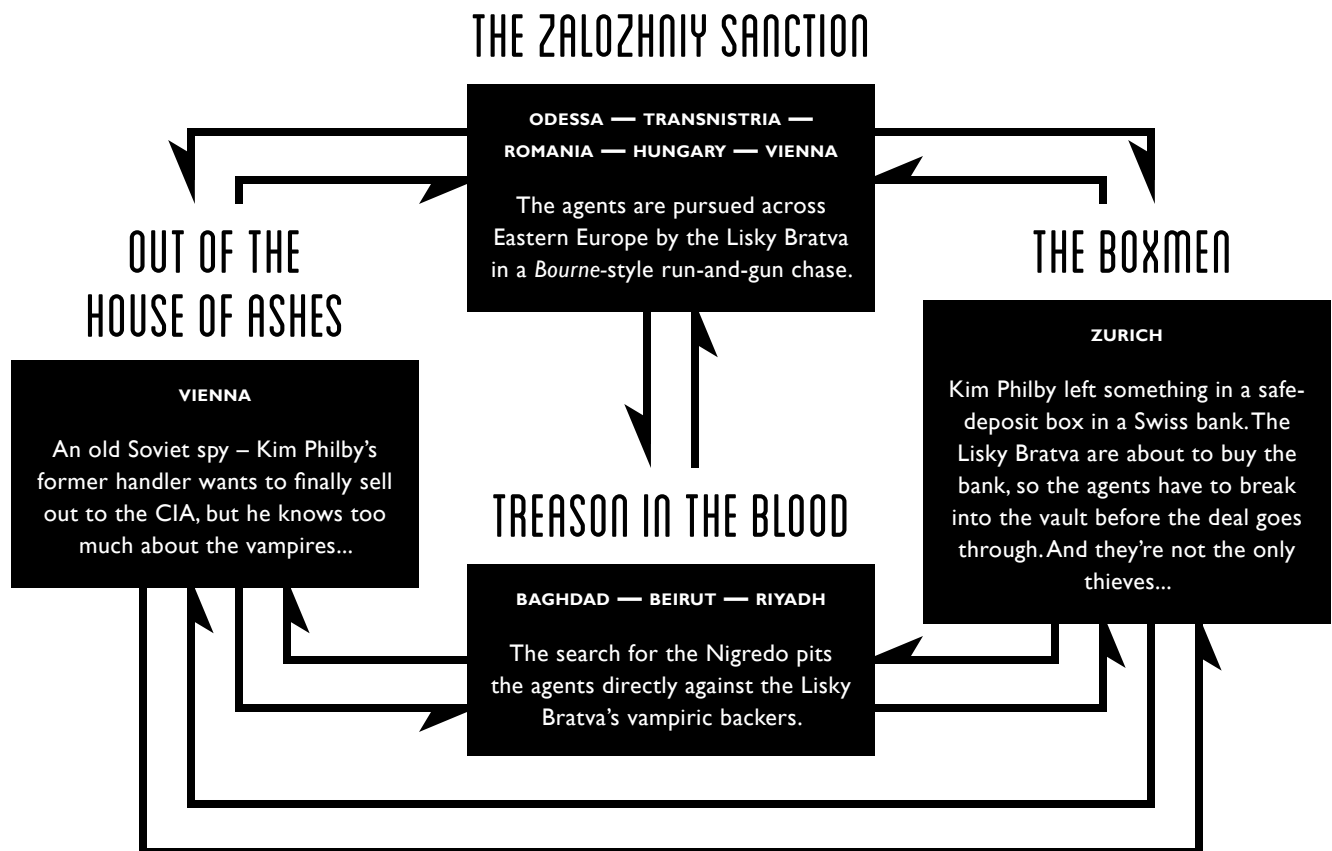 THE ZALOZHNIY SANCTION
ODESSA — TRANSNISTRIA —
ROMANIA — HUNGARY — VIENNA
The agents are pursued across
Eastern Europe by the Lisky Bratva
in a Bourne-style run-and-gun chase.
OUT OF THE
HOUSE OF ASHES
VIENNA
An old Soviet spy – Kim Philby's
former handler wants to finally sell
out to the CIA, but he knows too
much about the vampires...
THE BOXMEN
ZURICH
Kim Philby left something in a safe-
deposit box in a Swiss bank. The
Lisky Bratva are about to buy the
bank, so the agents have to break
into the vault before the deal goes
through. And they're not the only
thieves...
TREASON IN THE BLOOD
BAGHDAD — BEIRUT — RIYADH
The search for the Nigredo pits
the agents directly against the Lisky
Bratva's vampiric backers.